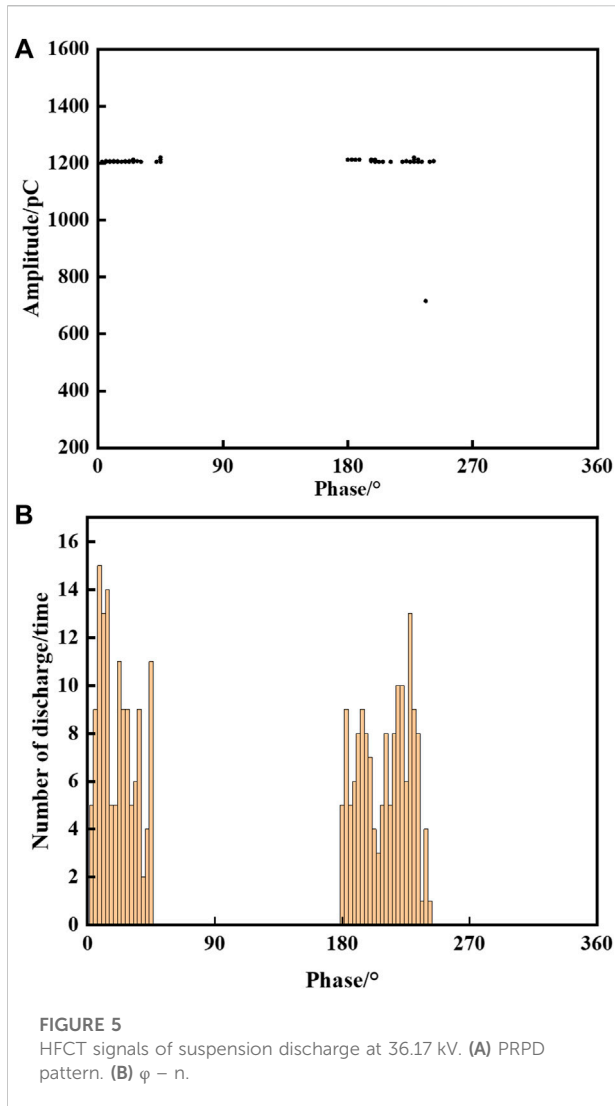 A
1600
1400
1200
1000
800
600
400
200
Amplitude/pC
0 90 180 270 360
Phase/°
B
16
14
12
10
8
6
4
2
0
Number of discharge/time
0 90 180 270 360
Phase/°
FIGURE 5
HFCT signals of suspension discharge at 36.17 kV. (A) PRPD
pattern. (B) φ – n.